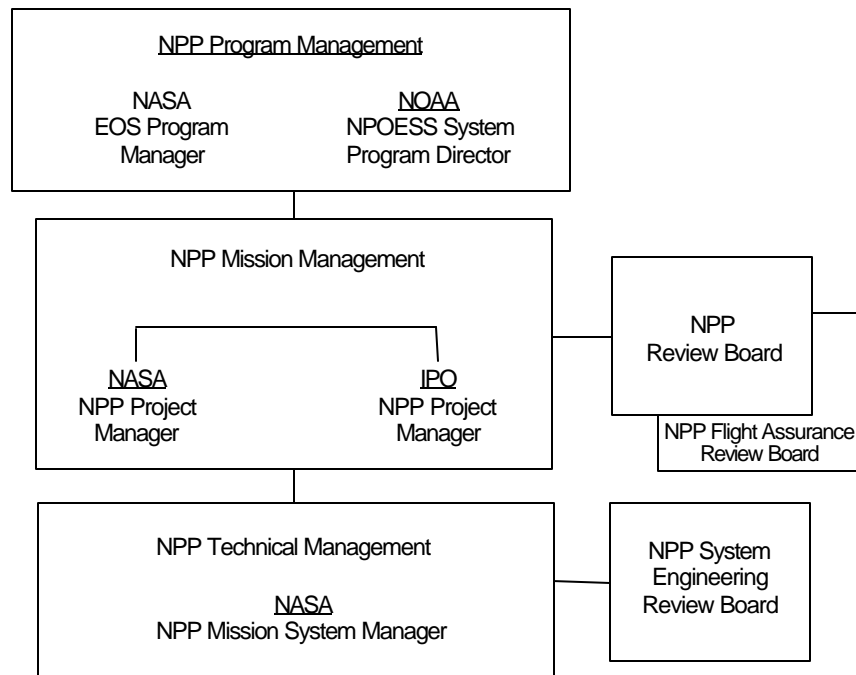 NPP Program Management
NASA
EOS Program
Manager
NOAA
NPOESS System
Program Director
NPP Mission Management
NASA
NPP Project
Manager
IPO
NPP Project
Manager
NPP
Review Board
NPP Flight Assurance
Review Board
NPP Technical Management
NASA
NPP Mission System Manager
NPP System
Engineering
Review Board